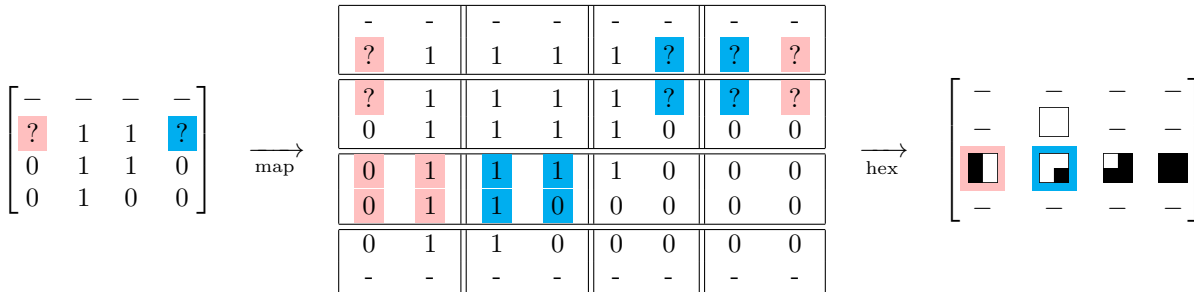 - - - - - - - -
? 1 1 1 1 ? ? ?
− − − −
? 1 1 1 1 ? ? ?
− − − −
? 1 1 ?
0 1 1 1 1 0 0 0
− − −
0 1 1 0
map
0 1 1 1 1 0 0 0
hex
0 1 0 0
0 1 1 0 0 0 0 0
− − − −
0 1 1 0 0 0 0 0
- - - - - - - -